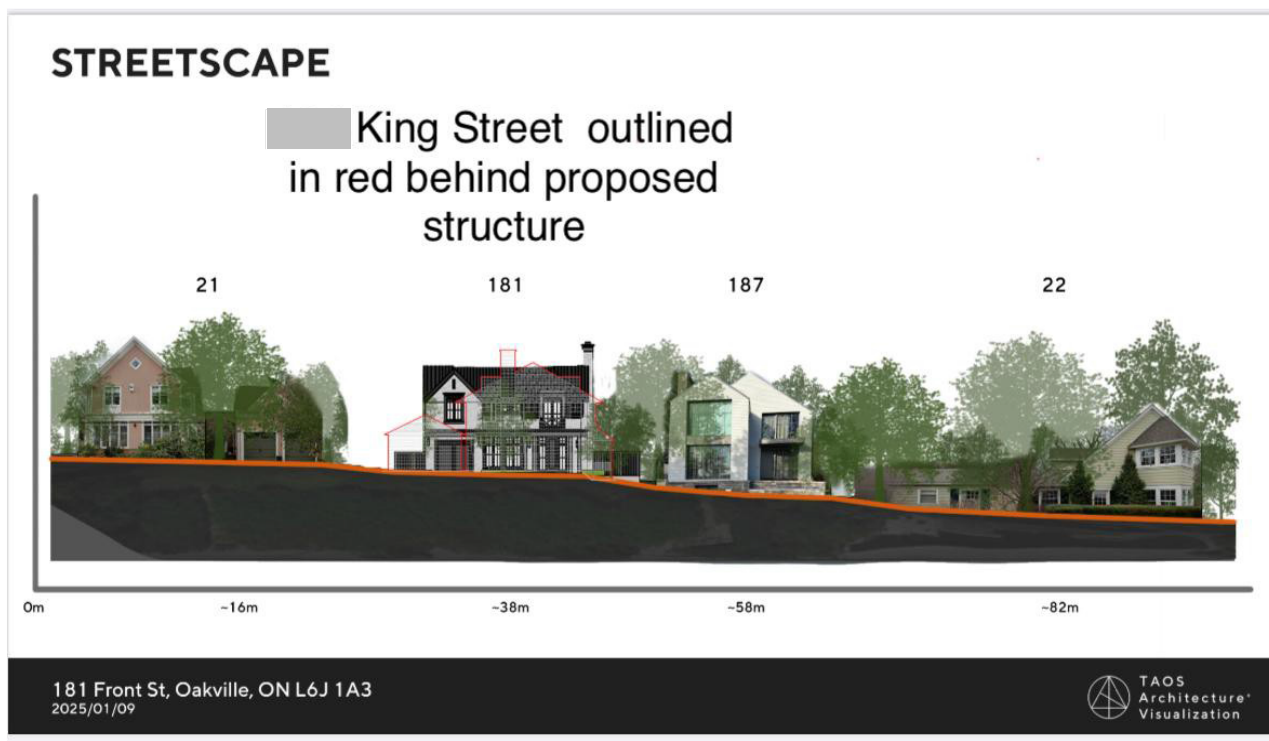 STREETSCAPE
King Street outlined
in red behind proposed
structure
21
181
187
22
0m
~16m
~38m
~58m
~82m
181 Front St, Oakville, ON L6J 1A3
2025/01/09
TAOS
Architecture
Visualization